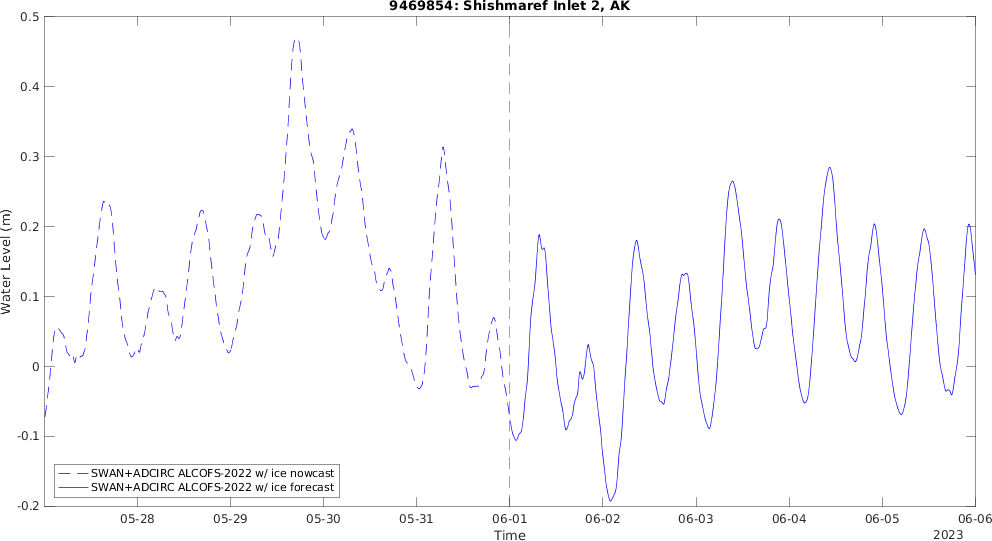 9469854: Shishmaref Inlet 2, AK
0.5
0.4
0.3
0.2
0.1
0
-0.1
-0.2
Water Level (m)
SWAN+ADCIRC ALCOFS-2022 w/ ice nowcast
SWAN+ADCIRC ALCOFS-2022 w/ ice forecast
05-28 05-29 05-30 05-31 06-01 06-02 06-03 06-04 06-05 06-06
Time
2023